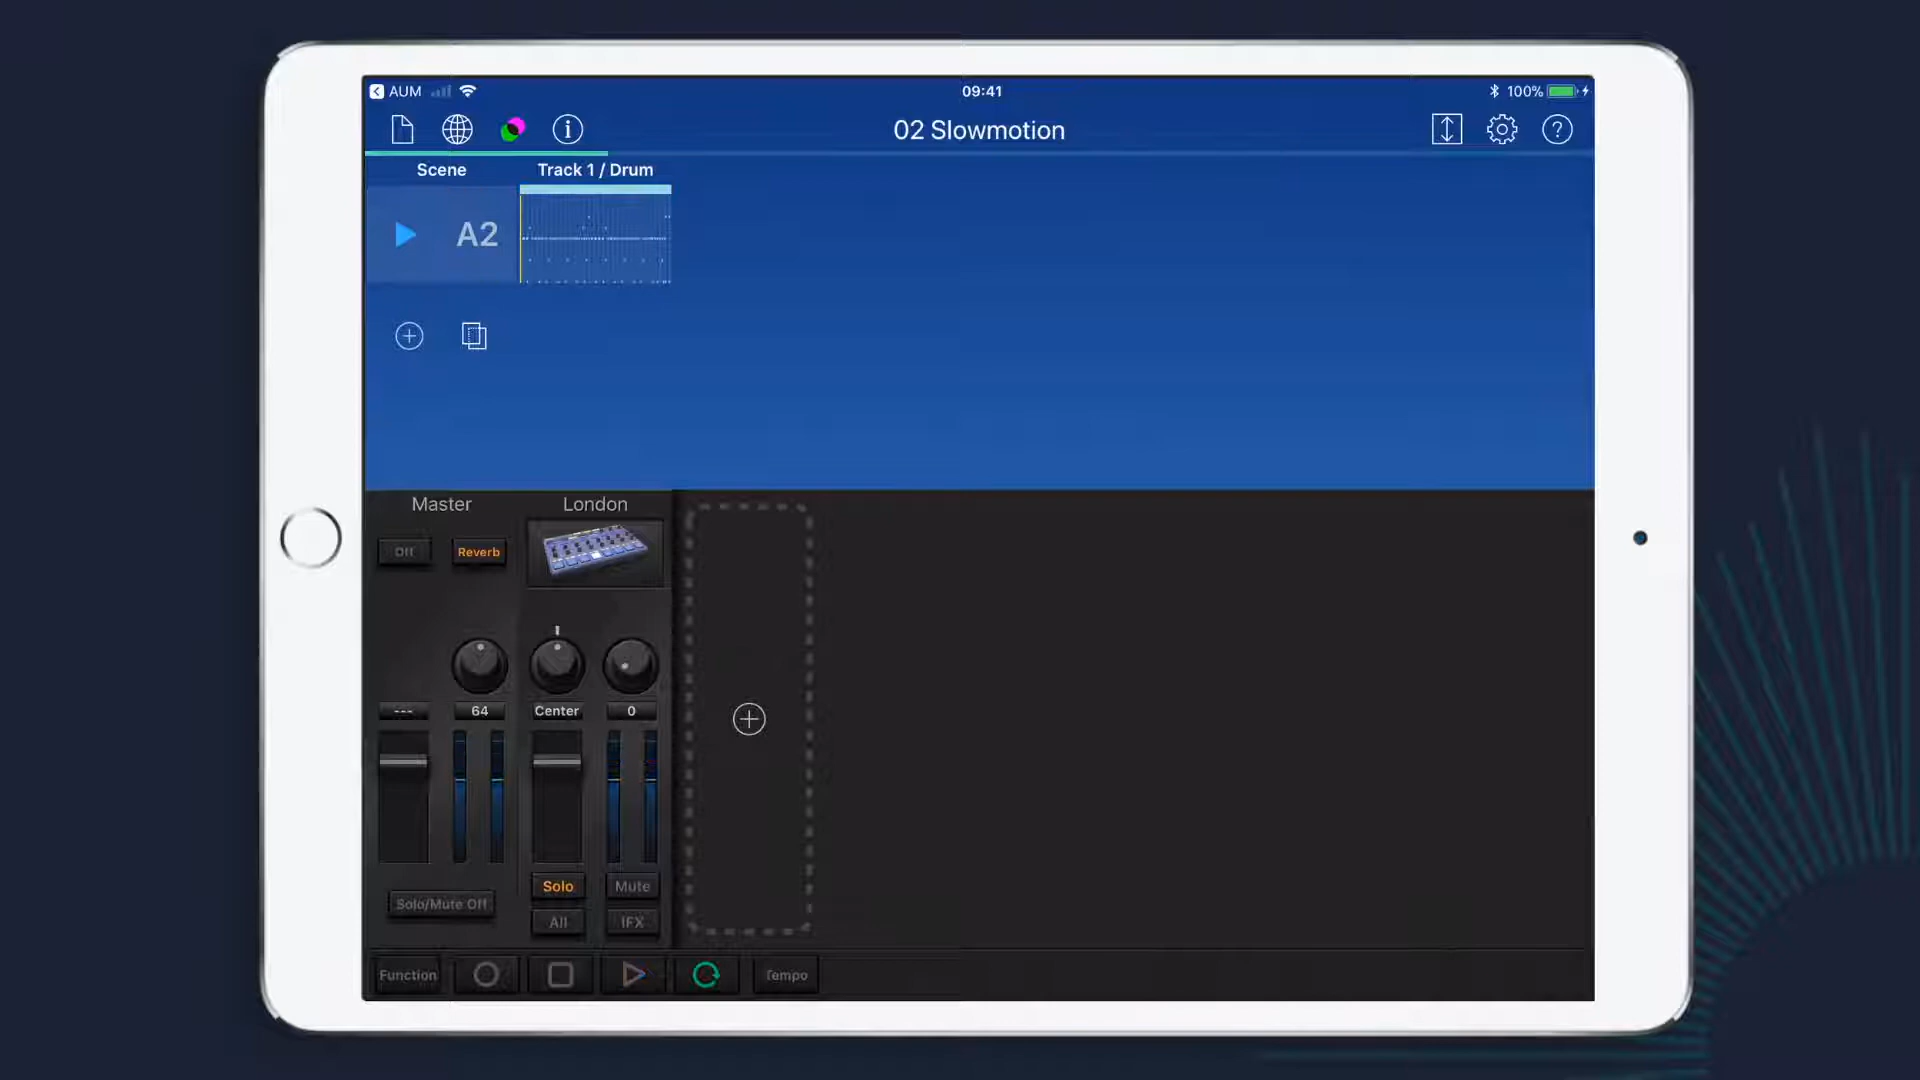 AUM
09:41
100%
02 Slowmotion
Scene
Track 1 / Drum
A2
Master
London
Off
Reverb
---
64
Center
0
Solo
Mute
Solo/Mute Off
All
IFX
Function
Tempo